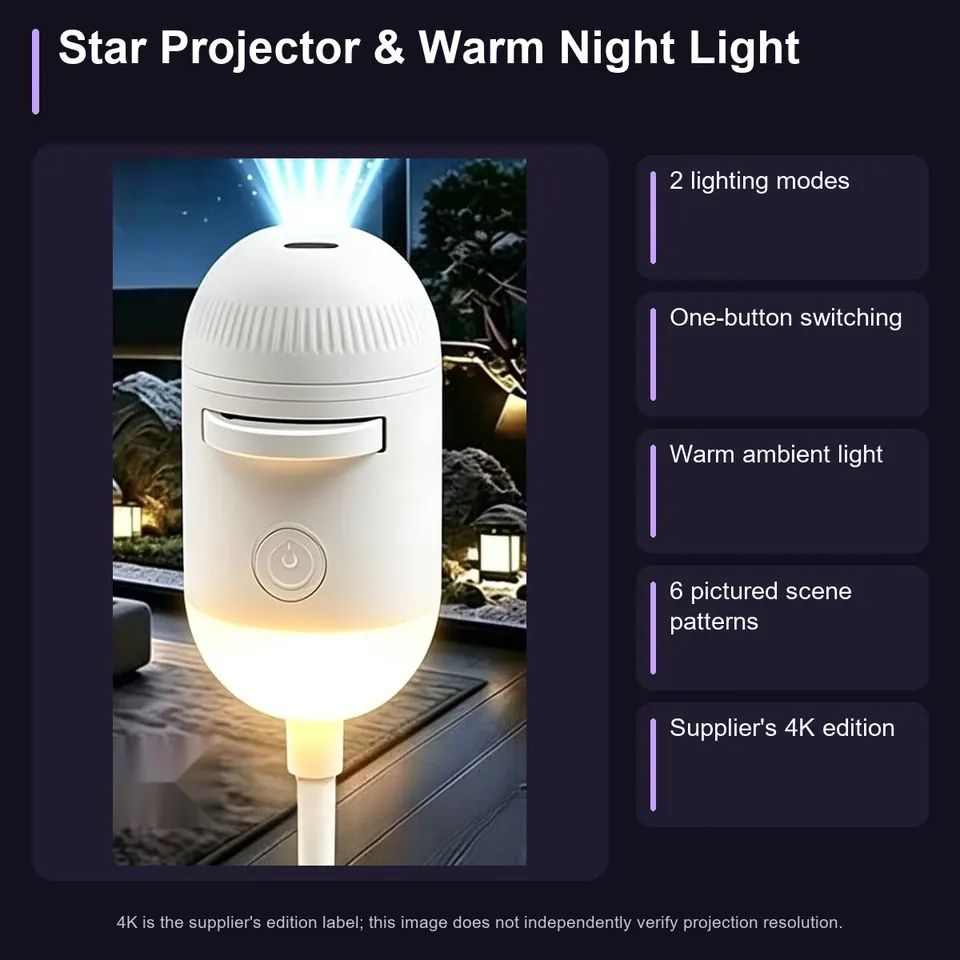 Star Projector & Warm Night Light
2 lighting modes
One-button switching
Warm ambient light
6 pictured scene
patterns
Supplier's 4K edition
4K is the supplier's edition label; this image does not independently verify projection resolution.